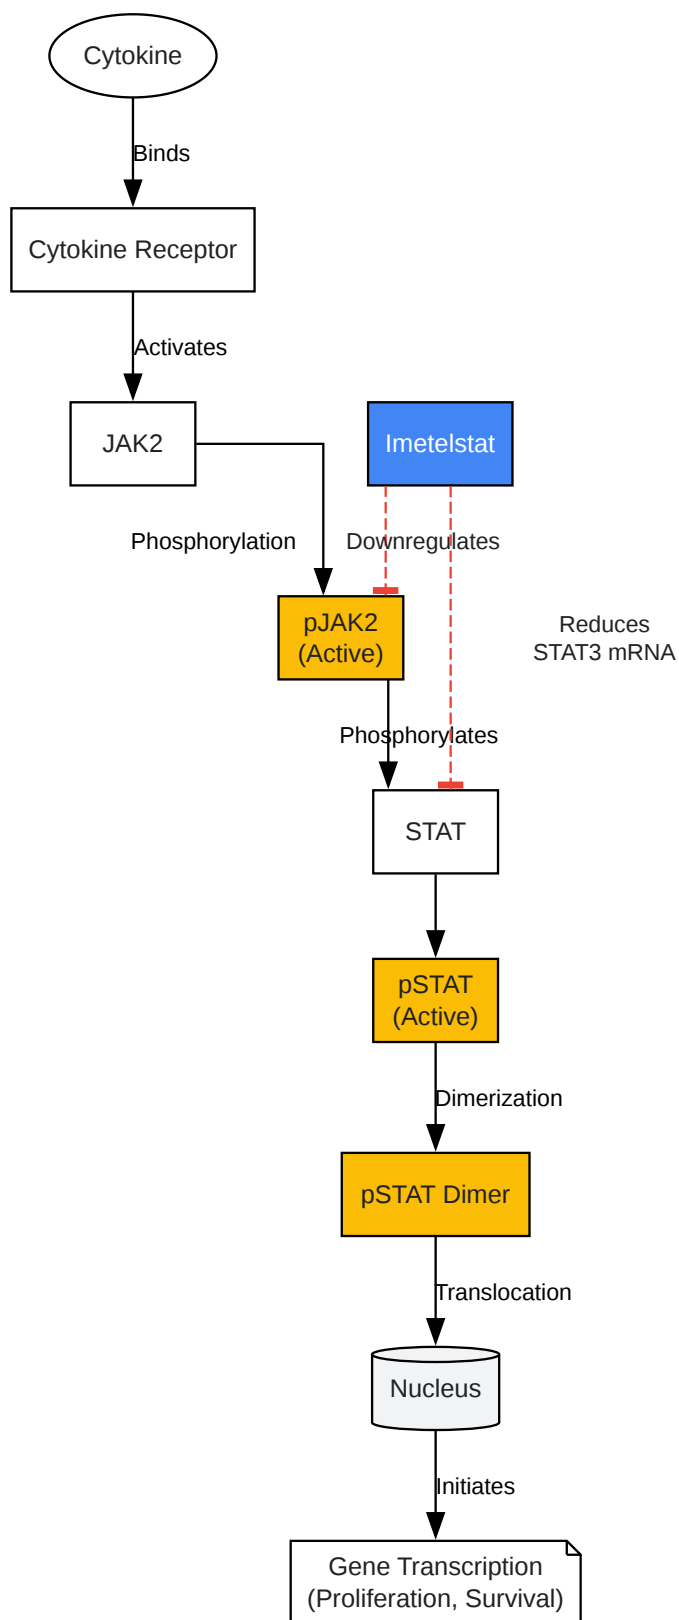 Cytokine
Binds
Cytokine Receptor
Activates
JAK2
Imetelstat
Phosphorylation
Downregulates
pJAK2
(Active)
Reduces
STAT3 mRNA
Phosphorylates
STAT
pSTAT
(Active)
Dimerization
pSTAT Dimer
Translocation
Nucleus
Initiates
Gene Transcription
(Proliferation, Survival)